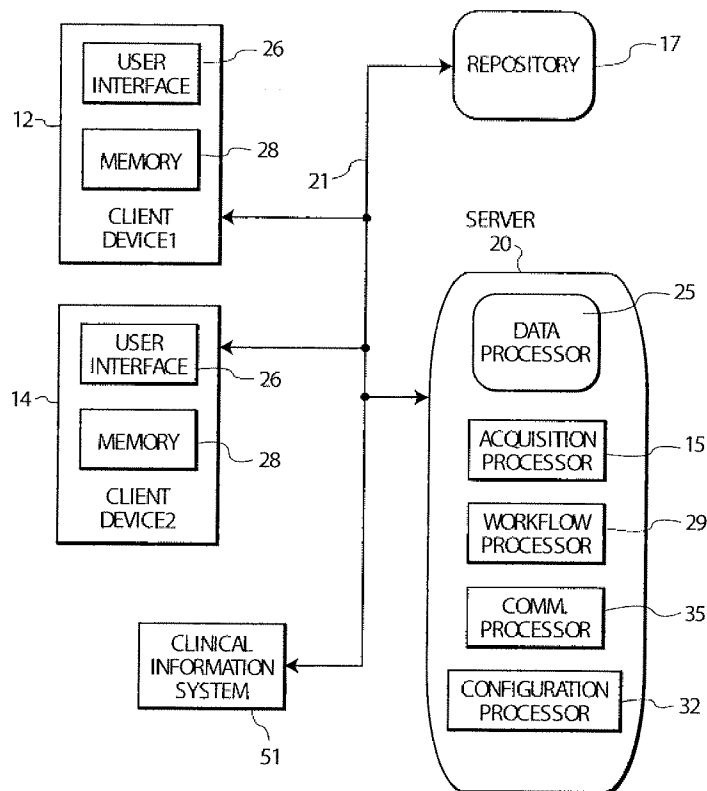 12
USER
INTERFACE
26
MEMORY
28
CLIENT
DEVICE1
14
USER
INTERFACE
26
MEMORY
28
CLIENT
DEVICE2
CLINICAL
INFORMATION
SYSTEM
51
21
REPOSITORY
17
SERVER
20
DATA
PROCESSOR
25
ACQUISITION
PROCESSOR
15
WORKFLOW
PROCESSOR
29
COMM.
PROCESSOR
35
CONFIGURATION
PROCESSOR
32